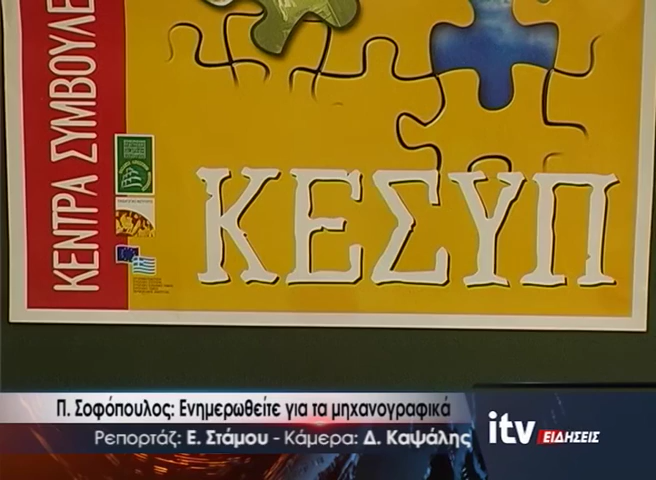 ΚΕΝΤΡΑ ΣΥΜΒΟΥΛΕ
ΚΕΣΥΠ
Π. Σοφόπουλος: Ενημερωθείτε για τα μηχανογραφικά
Ρεπορτάζ: Ε. Στάμου - Κάμερα: Δ. Καψάλης
itv ΕΙΔΗΣΕΙΣ